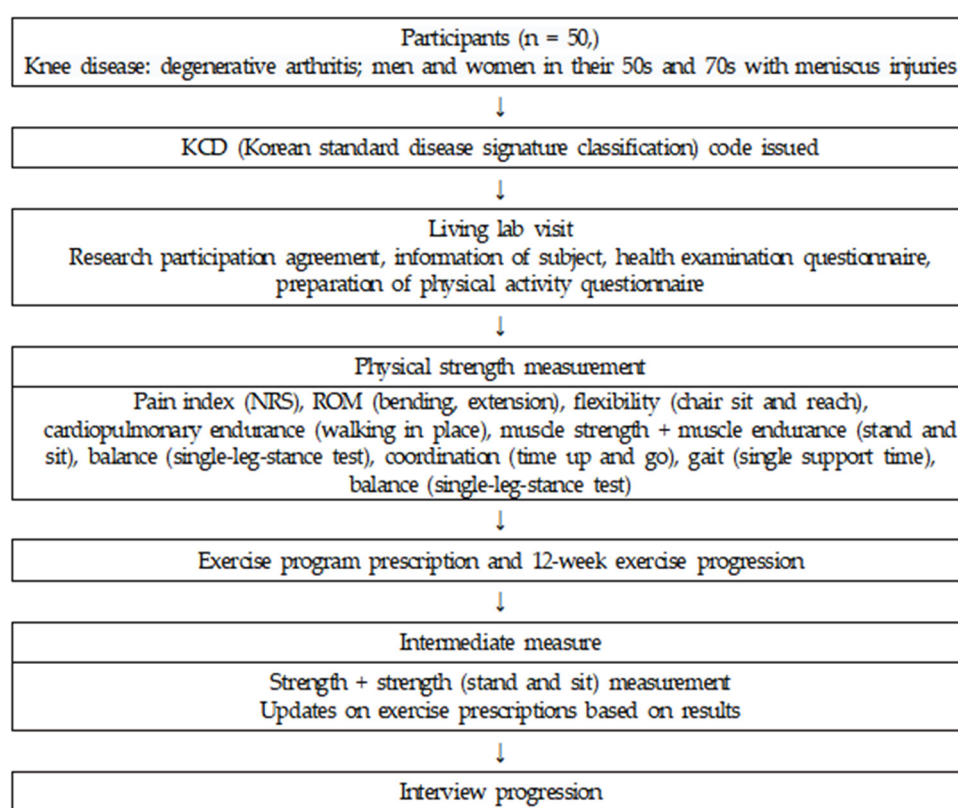 Participants (n = 50,)
Knee disease: degenerative arthritis; men and women in their 50s and 70s with meniscus injuries
↓
KCD (Korean standard disease signature classification) code issued
↓
Living lab visit
Research participation agreement, information of subject, health examination questionnaire,
preparation of physical activity questionnaire
↓
Physical strength measurement
Pain index (NRS), ROM (bending, extension), flexibility (chair sit and reach),
cardiopulmonary endurance (walking in place), muscle strength + muscle endurance (stand and
sit), balance (single-leg-stance test), coordination (time up and go), gait (single support time),
balance (single-leg-stance test)
↓
Exercise program prescription and 12-week exercise progression
↓
Intermediate measure
Strength + strength (stand and sit) measurement
Updates on exercise prescriptions based on results
↓
Interview progression